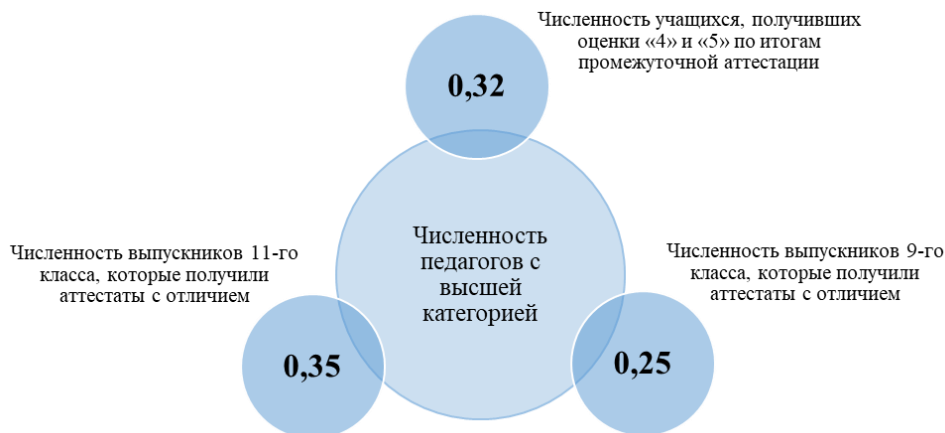 Численность учащихся, получивших
оценки «4» и «5» по итогам
промежуточной аттестации
0,32
Численность
педагогов с
высшей
категорией
Численность выпускников 11-го
класса, которые получили
аттестаты с отличием
0,35
Численность выпускников 9-го
класса, которые получили
аттестаты с отличием
0,25